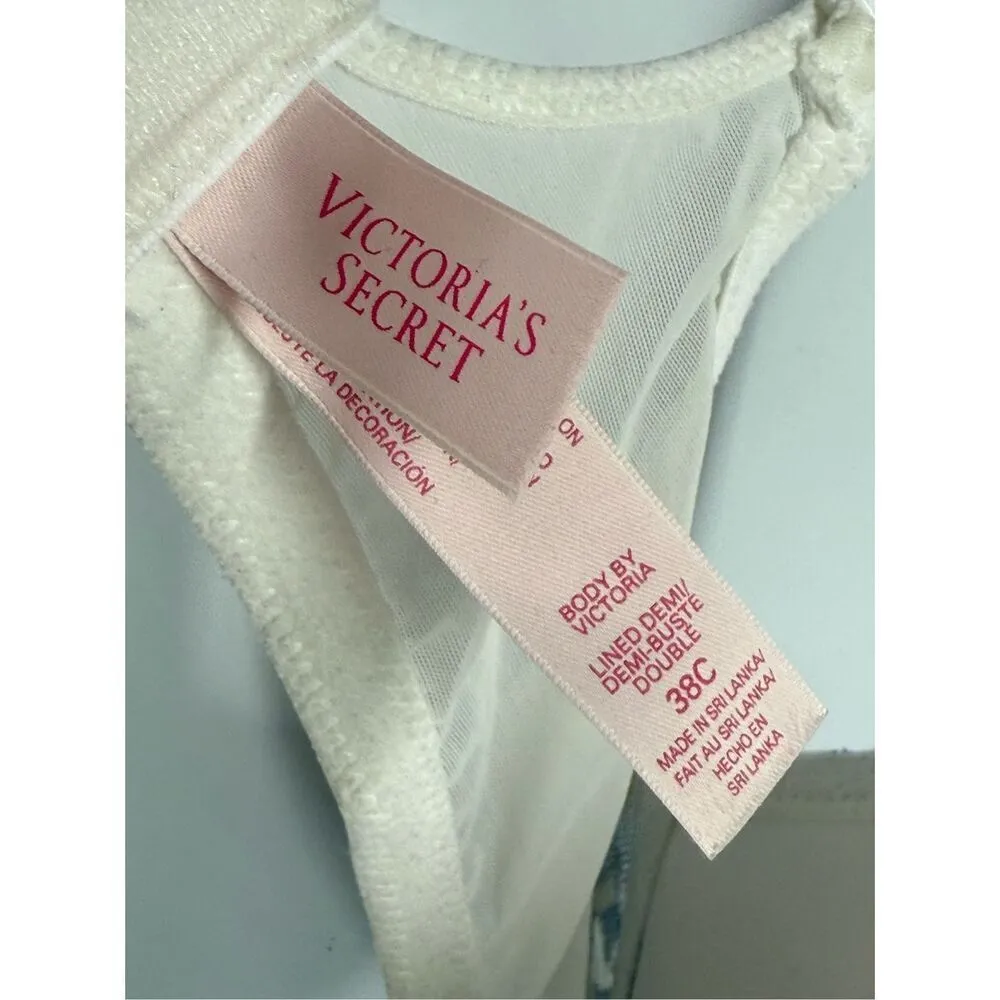 VICTORIA'S
SECRET
LA DECORACIÓN
ON
BODY BY
VICTORIA
LINED DEMI/
DEMI-BUSTE
DOUBLE
38C
MADE IN SRI LANKA/
FAIT AU SRI LANKA/
HECHO EN
SRI LANKA